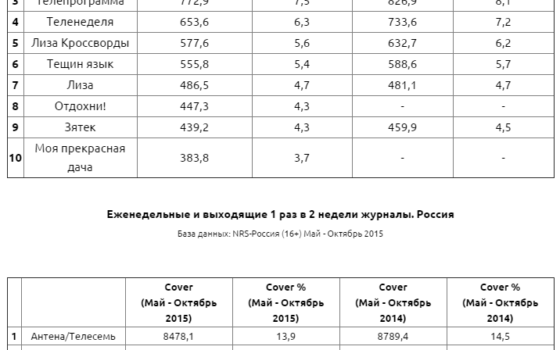 3 Телепрограмма 772,9 7,5 826,9 8,1
4 Теленеделя 653,6 6,3 733,6 7,2
5 Лиза Кроссворды 577,6 5,6 632,7 6,2
6 Тещин язык 555,8 5,4 588,6 5,7
7 Лиза 486,5 4,7 481,1 4,7
8 Отдохни! 447,3 4,3 - -
9 Зятек 439,2 4,3 459,9 4,5
10 Моя прекрасная дача 383,8 3,7 - -
Еженедельные и выходящие 1 раз в 2 недели журналы. Россия
База данных: NRS-Россия (16+) Май - Октябрь 2015
Cover Cover % Cover Cover %
(Май - Октябрь (Май - Октябрь (Май - Октябрь (Май - Октябрь
2015) 2015) 2014) 2014)
1 Антена/Телесемь 8478,1 13,9 8789,4 14,5